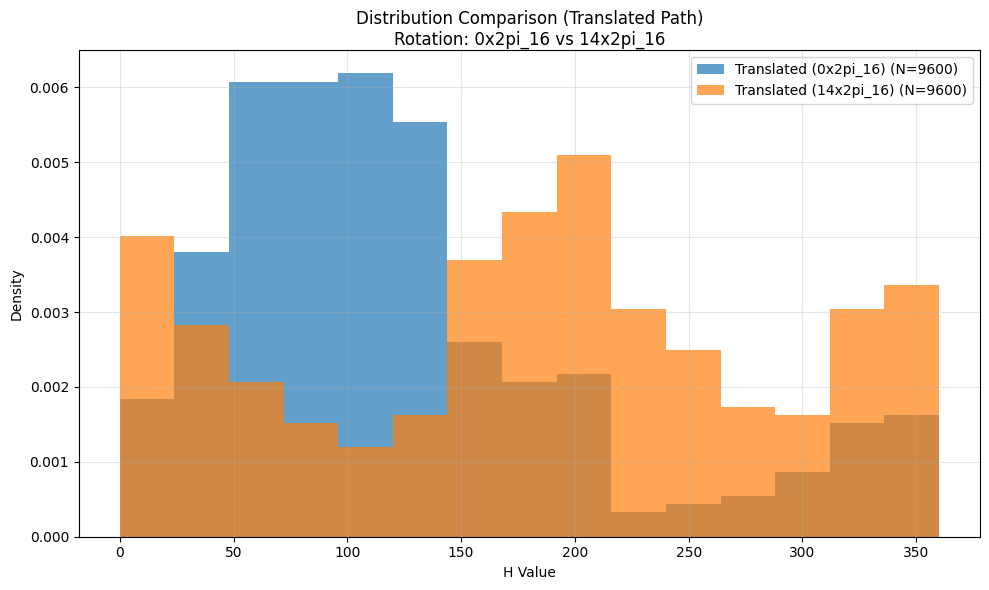 Distribution Comparison (Translated Path)
Rotation: 0x2pi_16 vs 14x2pi_16
Translated (0x2pi_16) (N=9600)
Translated (14x2pi_16) (N=9600)
Density
0.006
0.005
0.004
0.003
0.002
0.001
0.000
0 50 100 150 200 250 300 350
H Value